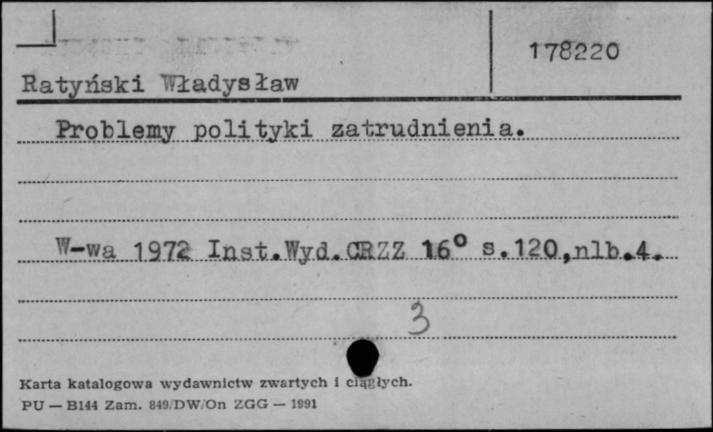 178220
Ratyński Władysław
Problemy polityki zatrudnienia.
W-wa 1972 Inst.Wyd.CRZZ 16° s.120,nlb.4.
3
Karta katalogowa wydawnictw zwartych i ciągłych.
PU — B144 Zam. 849/DW/On ZGG — 1991